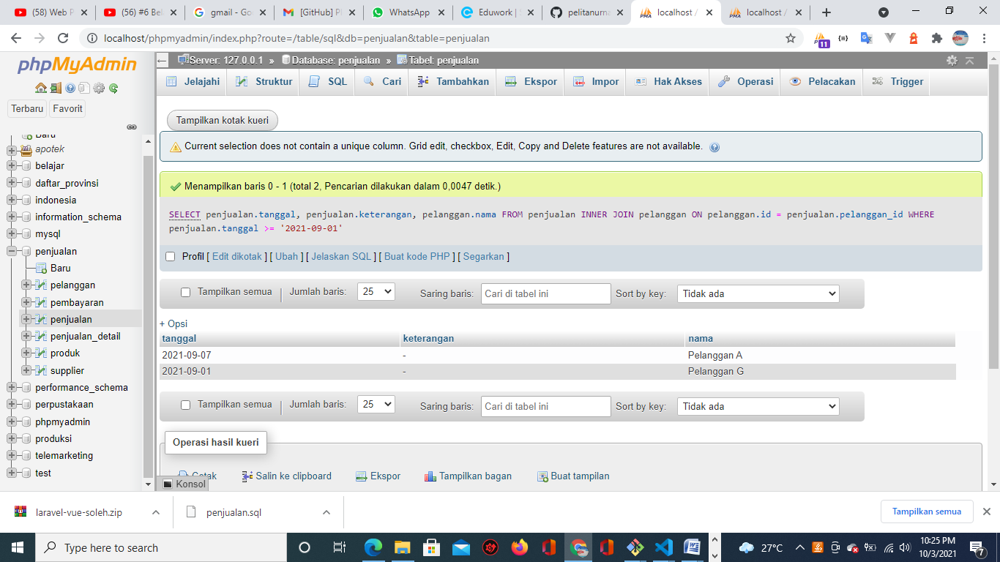 (58) Web P
(56) #6 Bel
gmail - Go
[GitHub] Pl
WhatsApp
Eduwork |
pelitanurna
localhost /
localhost /
localhost/phpmyadmin/index.php?route=/table/sql&db=penjualan&table=penjualan
11
phpMyAdmin
Terbaru Favorit
Baru
apotek
belajar
daftar_provinsi
indonesia
information_schema
mysql
penjualan
Baru
pelanggan
pembayaran
penjualan
penjualan_detail
produk
supplier
performance_schema
perpustakaan
phpmyadmin
produksi
telemarketing
test
Server: 127.0.0.1 » Database: penjualan » Tabel: penjualan
Jelajahi Struktur SQL Cari Tambahkan Ekspor Impor Hak Akses Operasi Pelacakan Trigger
Tampilkan kotak kueri
Current selection does not contain a unique column. Grid edit, checkbox, Edit, Copy and Delete features are not available.
Menampilkan baris 0 - 1 (total 2, Pencarian dilakukan dalam 0,0047 detik.)
SELECT penjualan.tanggal, penjualan.keterangan, pelanggan.nama FROM penjualan INNER JOIN pelanggan ON pelanggan.id = penjualan.pelanggan_id WHERE
penjualan.tanggal >= '2021-09-01'
Profil [ Edit dikotak ] [ Ubah ] [ Jelaskan SQL ] [ Buat kode PHP ] [ Segarkan ]
Tampilkan semua | Jumlah baris: 25 Saring baris: Cari di tabel ini Sort by key: Tidak ada
+ Opsi
tanggal keterangan nama
2021-09-07 - Pelanggan A
2021-09-01 - Pelanggan G
Tampilkan semua | Jumlah baris: 25 Saring baris: Cari di tabel ini Sort by key: Tidak ada
Operasi hasil kueri
Cetak Salin ke clipboard Ekspor Tampilkan bagan Buat tampilan
Konsol
laravel-vue-soleh.zip
penjualan.sql
Tampilkan semua
Type here to search
27°C
10:25 PM
10/3/2021
7